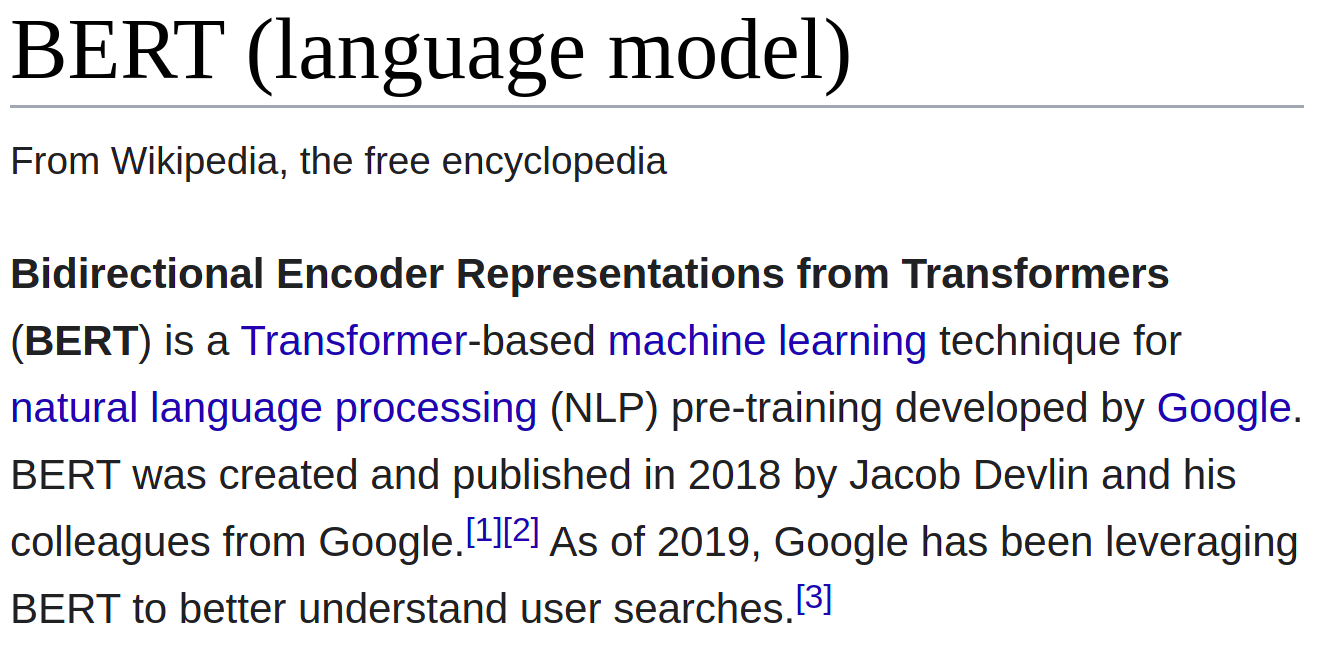 BERT (language model)
From Wikipedia, the free encyclopedia
Bidirectional Encoder Representations from Transformers
(BERT) is a Transformer-based machine learning technique for
natural language processing (NLP) pre-training developed by Google.
BERT was created and published in 2018 by Jacob Devlin and his
colleagues from Google.[1][2] As of 2019, Google has been leveraging
BERT to better understand user searches.[3]